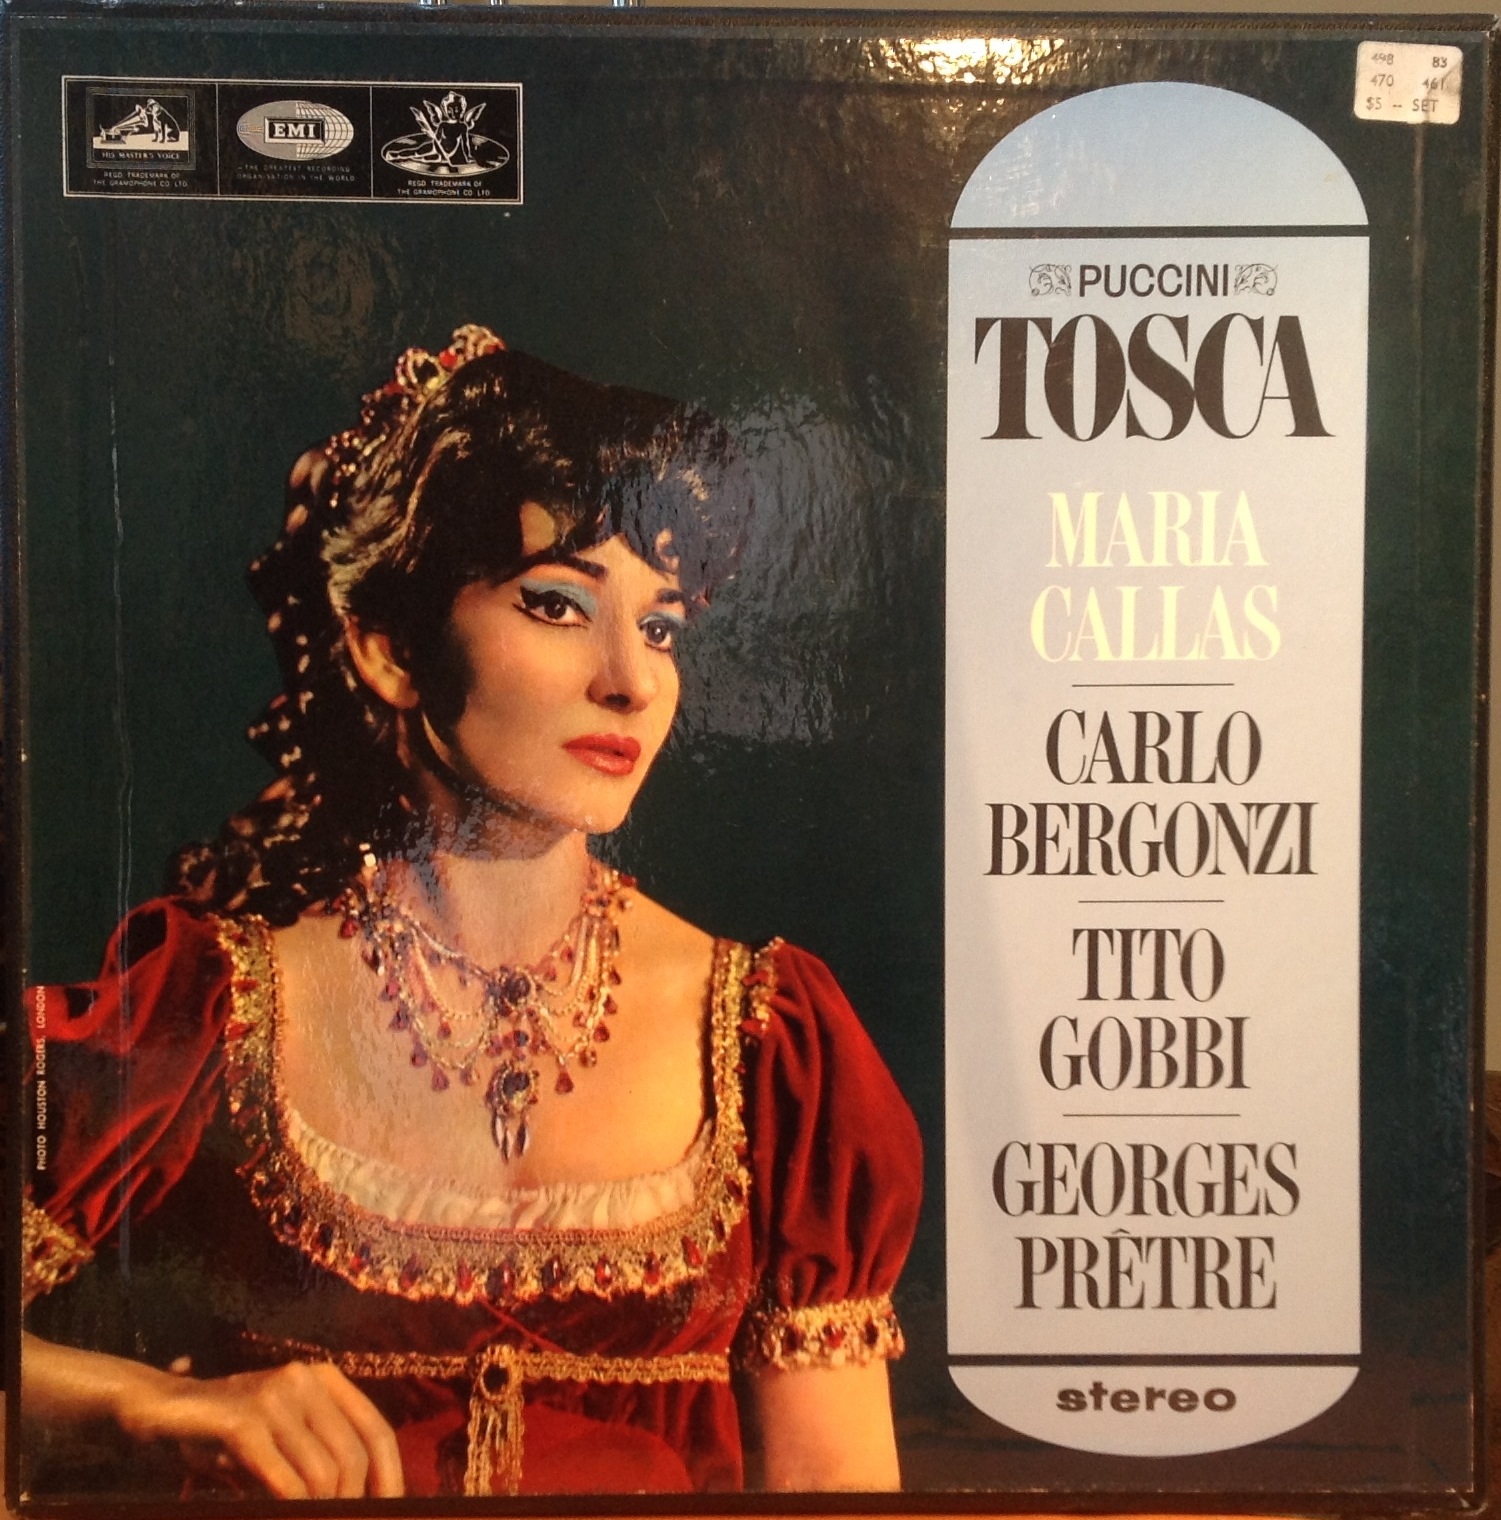 HIS MASTER'S VOICE
REGD. TRADEMARK OF
THE GRAMOPHONE CO. LTD.
EMI
THE GREATEST RECORDING
ORGANISATION IN THE WORLD
REGD. TRADEMARK OF
THE GRAMOPHONE CO. LTD.
498 83
470 461
$5 -- SET
PUCCINI
TOSCA
MARIA
CALLAS
CARLO
BERGONZI
TITO
GOBBI
GEORGES
PRÊTRE
stereo
PHOTO HOUSTON ROGERS, LONDON